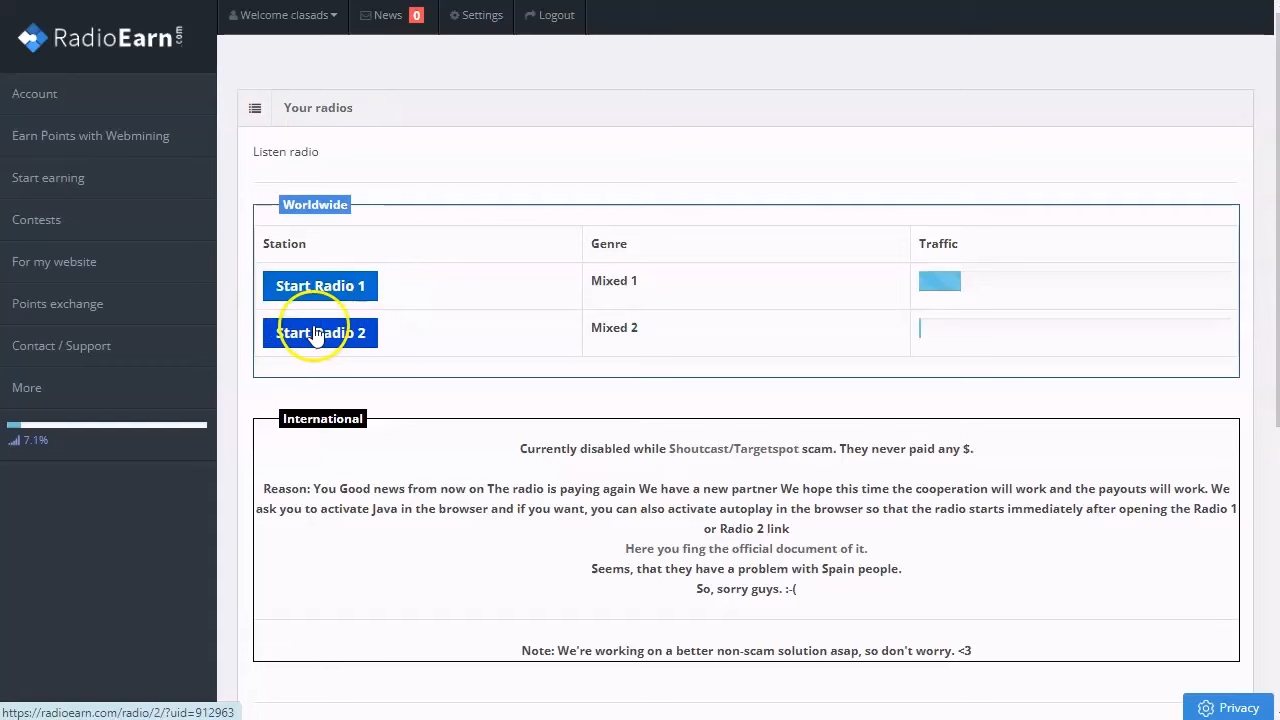 RadioEarn.com
Welcome clasads
News 0
Settings
Logout
Account
Earn Points with Webmining
Start earning
Contests
For my website
Points exchange
Contact / Support
More
7.1%
Your radios
Listen radio
Worldwide
Station Genre Traffic
Start Radio 1 Mixed 1
Start Radio 2 Mixed 2
International
Currently disabled while Shoutcast/Targetspot scam. They never paid any $.
Reason: You Good news from now on The radio is paying again We have a new partner We hope this time the cooperation will work and the payouts will work. We
ask you to activate Java in the browser and if you want, you can also activate autoplay in the browser so that the radio starts immediately after opening the Radio 1
or Radio 2 link
Here you fing the official document of it.
Seems, that they have a problem with Spain people.
So, sorry guys. :-(
Note: We're working on a better non-scam solution asap, so don't worry. <3
https://radioearn.com/radio/2/?uid=912963
Privacy